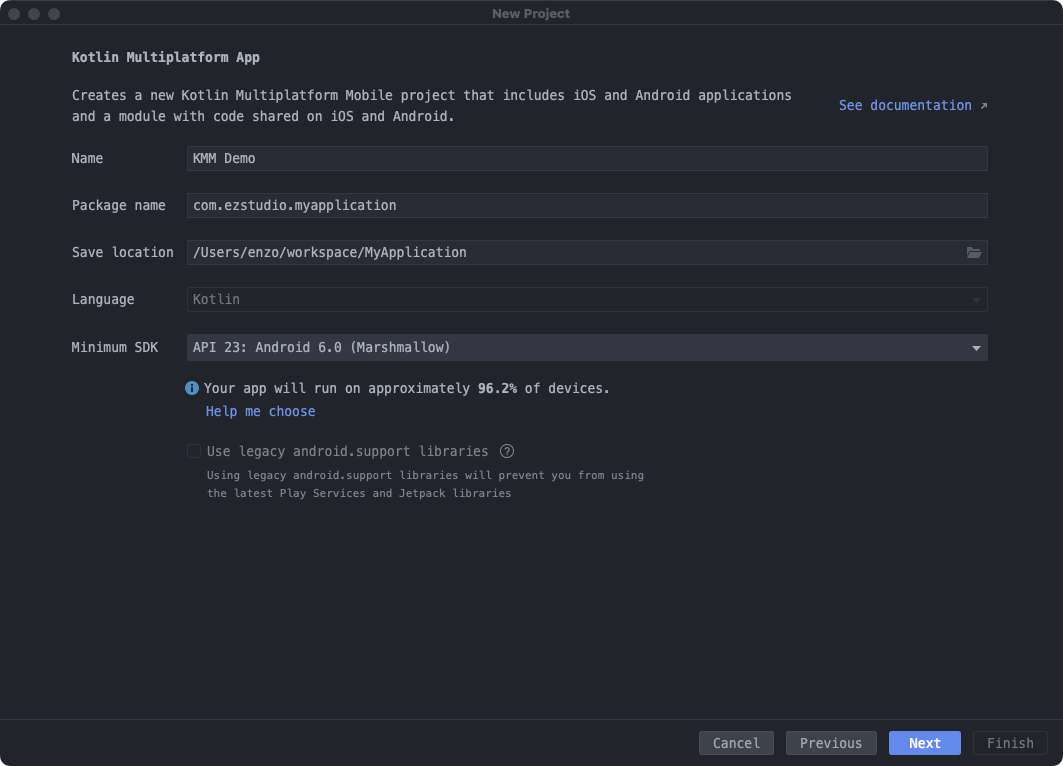 New Project
Kotlin Multiplatform App
Creates a new Kotlin Multiplatform Mobile project that includes iOS and Android applications
and a module with code shared on iOS and Android.
See documentation ↗
Name KMM Demo
Package name com.ezstudio.myapplication
Save location /Users/enzo/workspace/MyApplication
Language Kotlin
Minimum SDK API 23: Android 6.0 (Marshmallow)
Your app will run on approximately 96.2% of devices.
Help me choose
Use legacy android.support libraries ?
Using legacy android.support libraries will prevent you from using
the latest Play Services and Jetpack libraries
Cancel Previous Next Finish